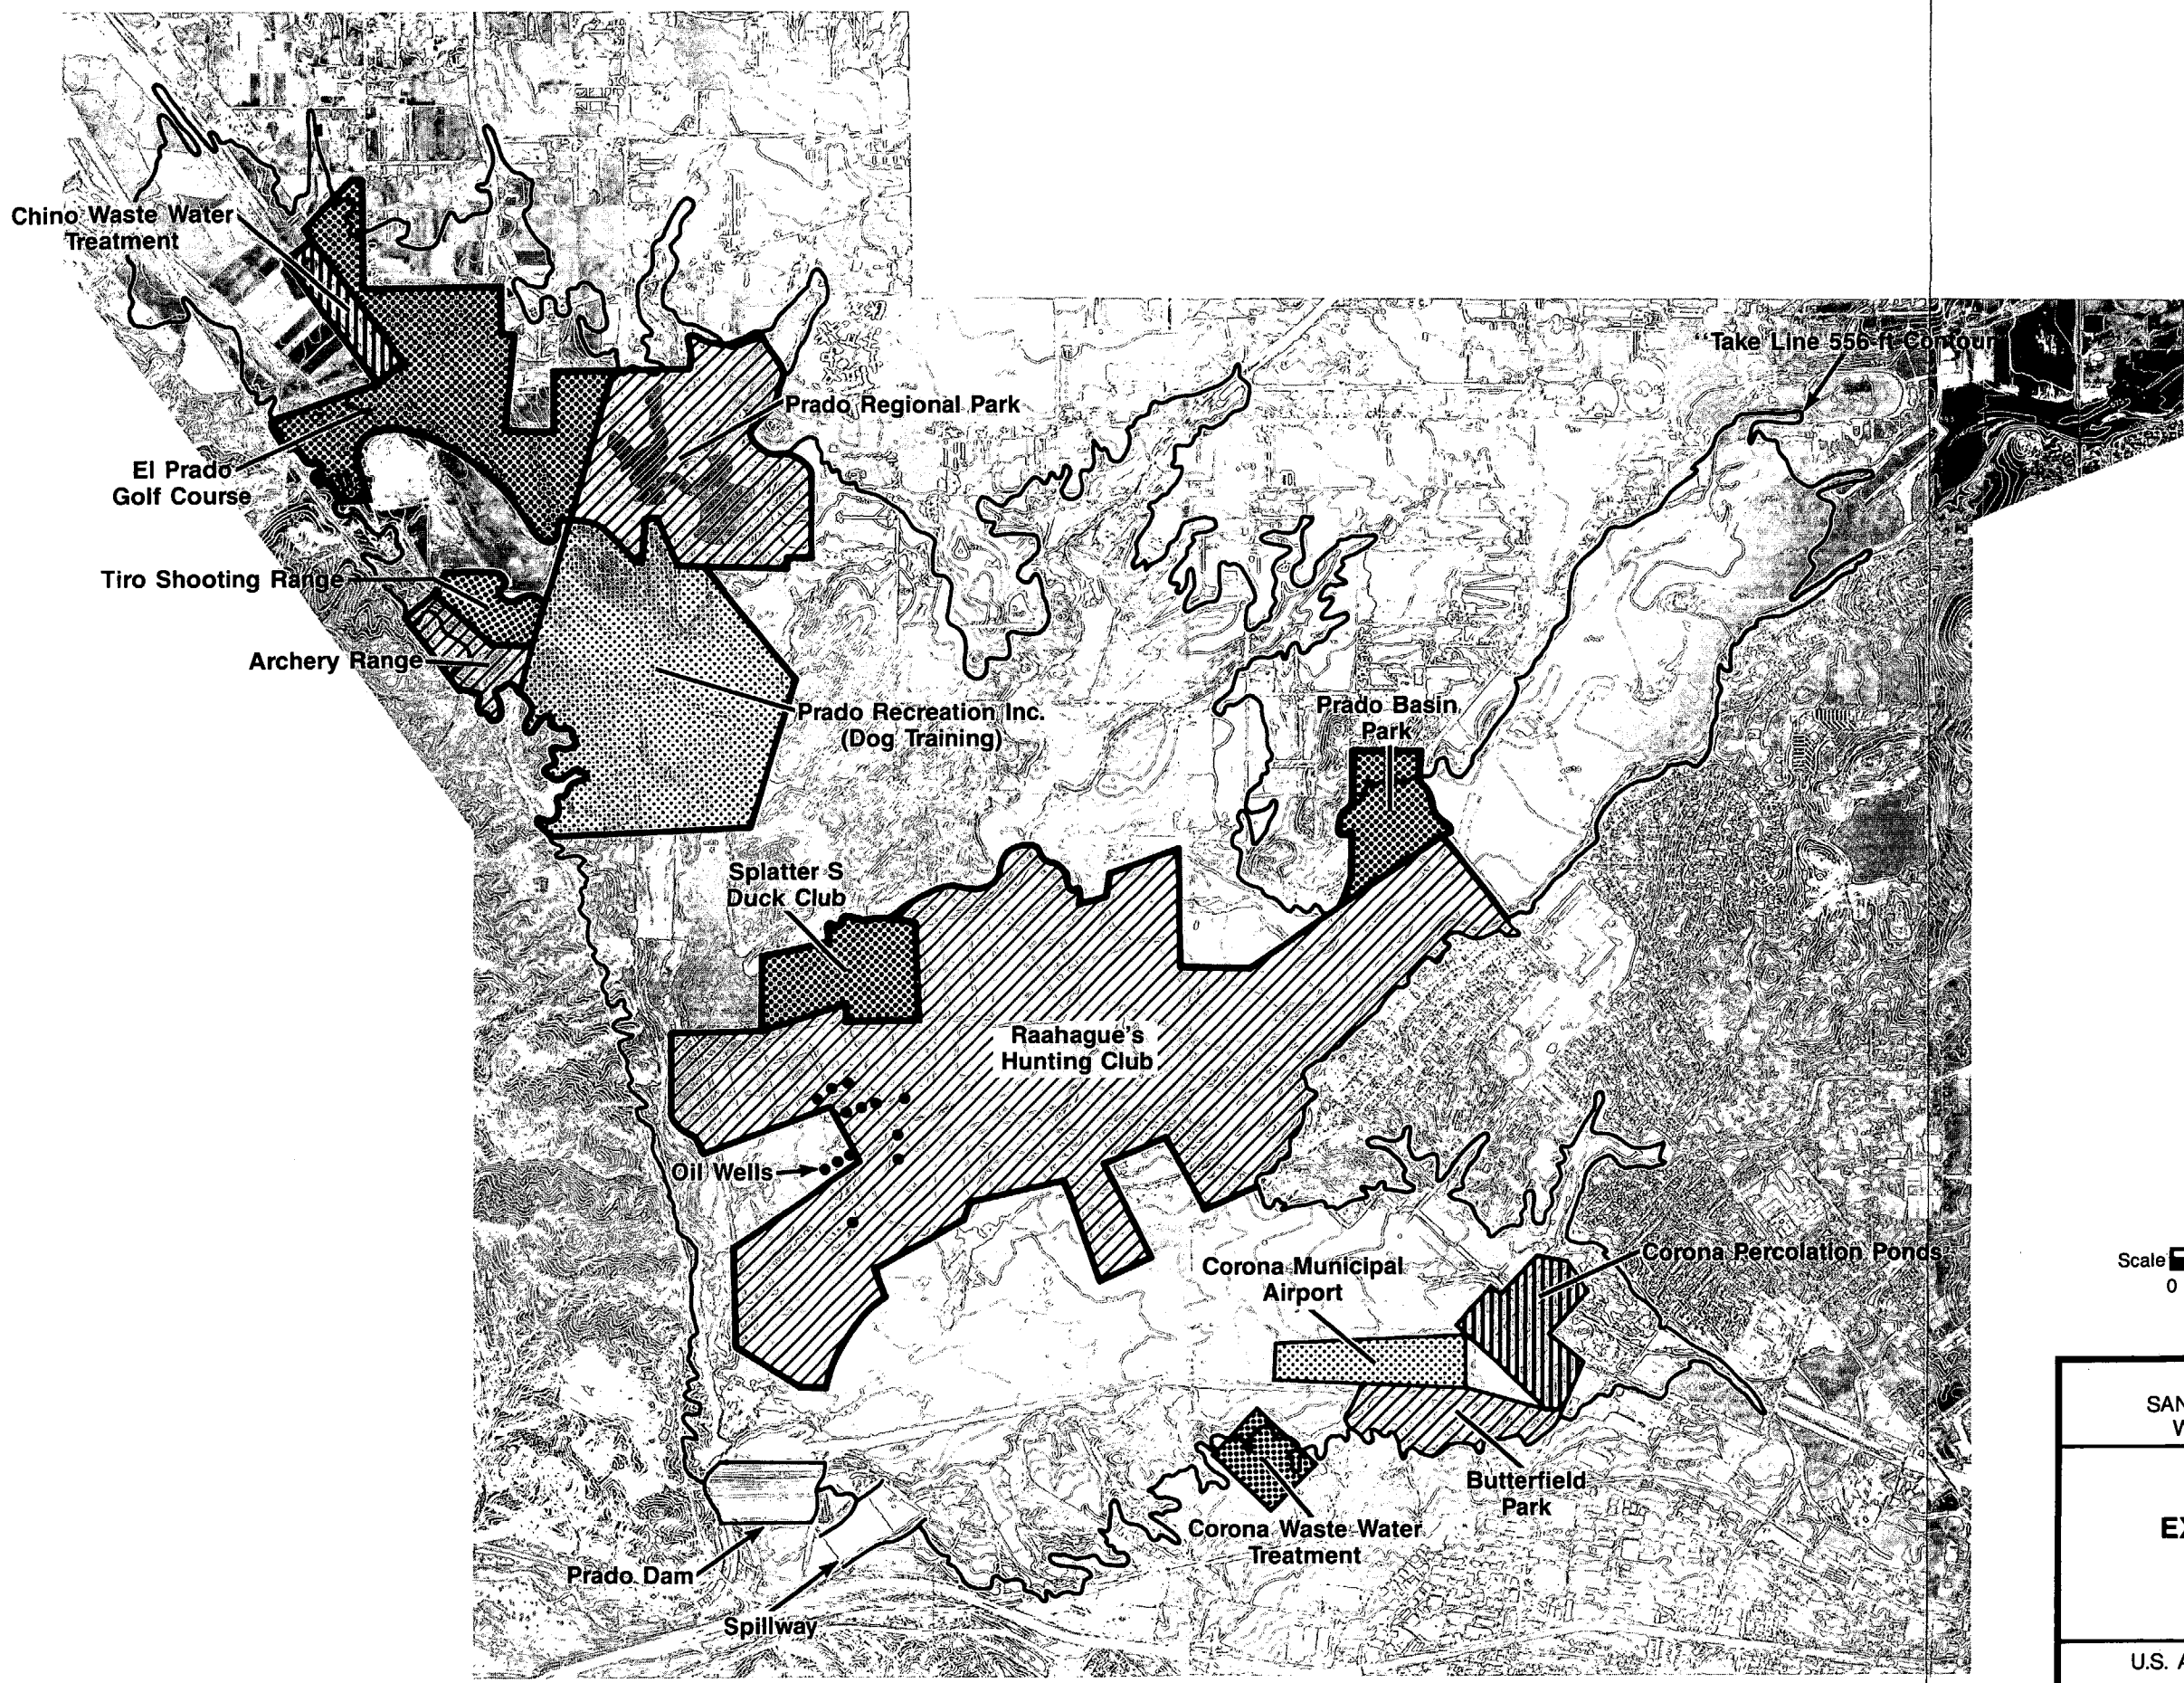 Chino Waste Water
Treatment
"Take Line 556-ft Contour
Prado Regional Park
El Prado
Golf Course
Tiro Shooting Range
Archery Range
Prado Recreation Inc.
(Dog Training)
Prado Basin
Park
Splatter S
Duck Club
Raahague's
Hunting Club
Oil Wells
Corona Percolation Ponds
Corona Municipal
Airport
Scale
0
Butterfield
Park
Corona Waste Water
Treatment
Prado Dam
Spillway
SAN
V
EX
U.S. A